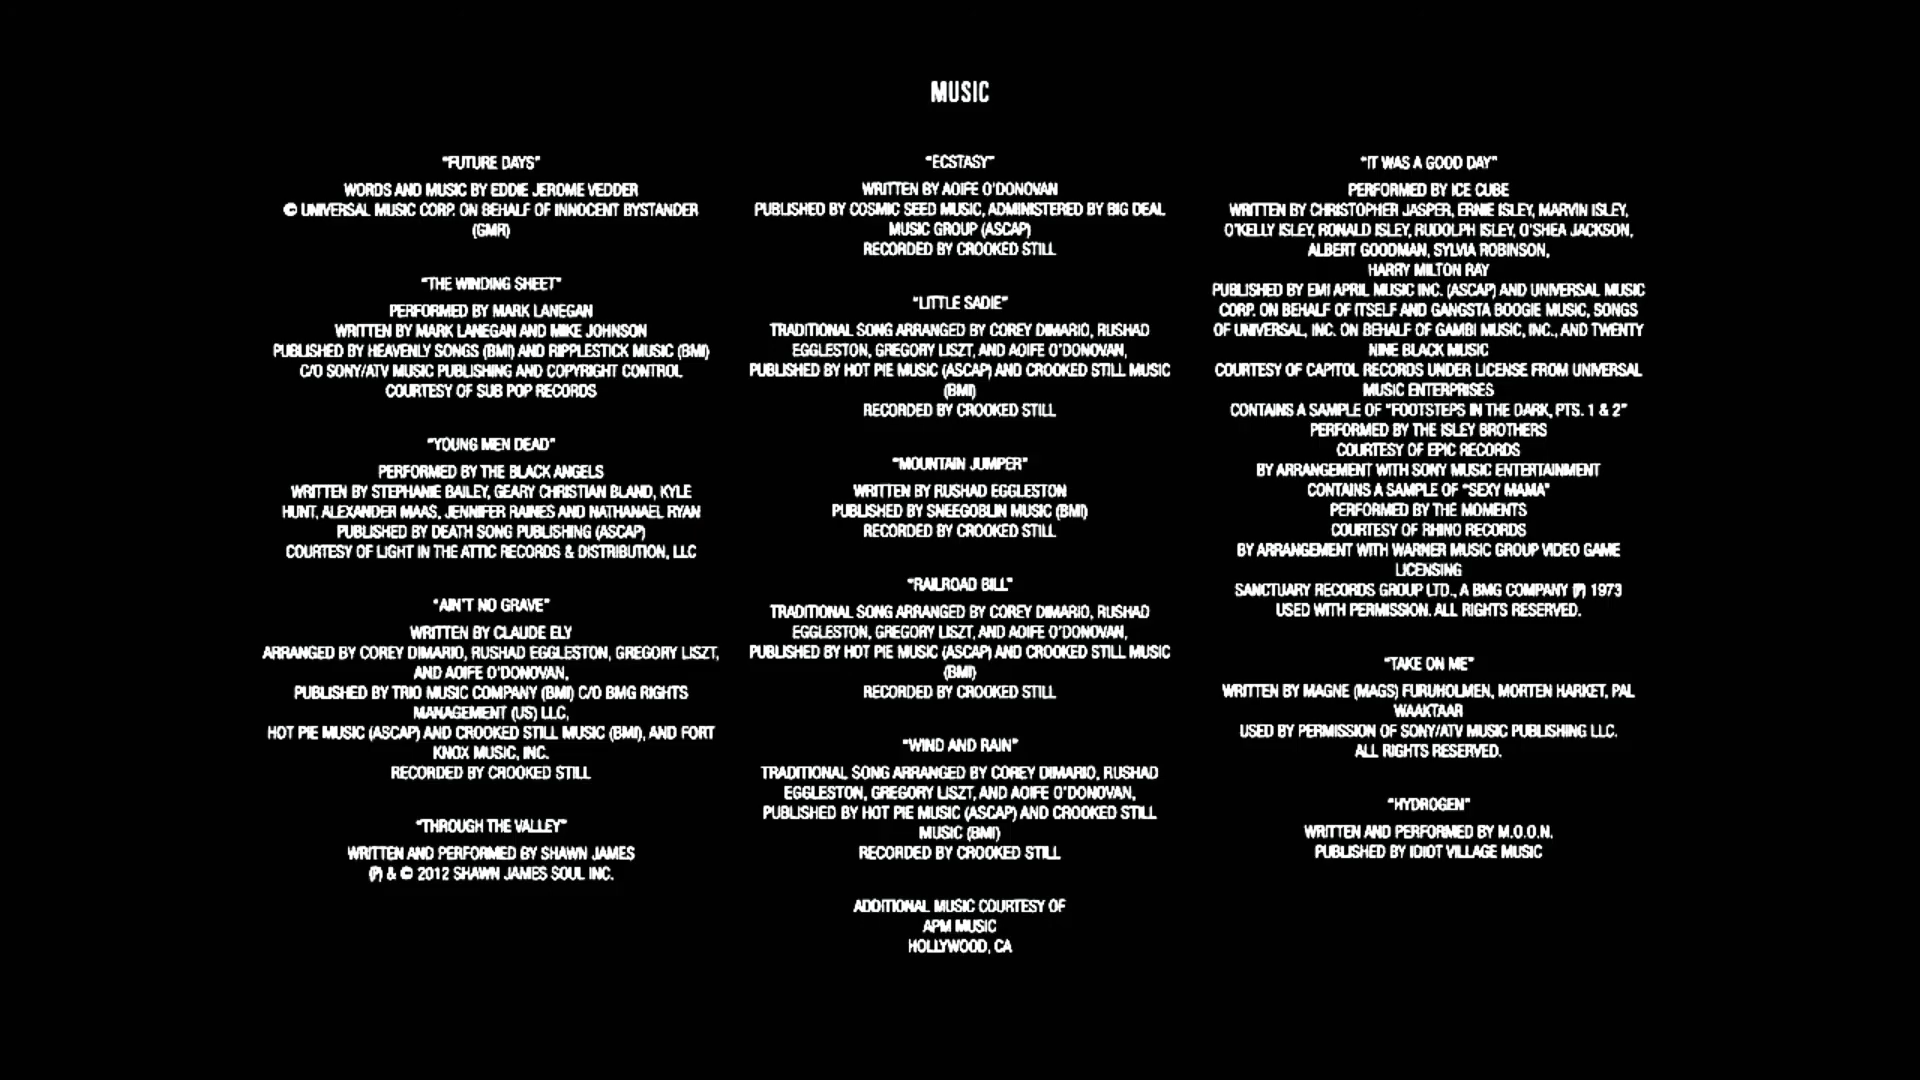 MUSIC
"FUTURE DAYS"
WORDS AND MUSIC BY EDDIE JEROME VEDDER
© UNIVERSAL MUSIC CORP. ON BEHALF OF INNOCENT BYSTANDER
(GMR)
"THE WINDING SHEET"
PERFORMED BY MARK LANEGAN
WRITTEN BY MARK LANEGAN AND MIKE JOHNSON
PUBLISHED BY HEAVENLY SONGS (BMI) AND RIPPLESTICK MUSIC (BMI)
C/O SONY/ATV MUSIC PUBLISHING AND COPYRIGHT CONTROL
COURTESY OF SUB POP RECORDS
"YOUNG MEN DEAD"
PERFORMED BY THE BLACK ANGELS
WRITTEN BY STEPHANIE BAILEY, GEARY CHRISTIAN BLAND, KYLE
HUNT, ALEXANDER MAAS, JENNIFER RAINES AND NATHANAEL RYAN
PUBLISHED BY DEATH SONG PUBLISHING (ASCAP)
COURTESY OF LIGHT IN THE ATTIC RECORDS & DISTRIBUTION, LLC
"AIN'T NO GRAVE"
WRITTEN BY CLAUDE ELY
ARRANGED BY COREY DIMARIO, RUSHAD EGGLESTON, GREGORY LISZT,
AND AOIFE O'DONOVAN,
PUBLISHED BY TRIO MUSIC COMPANY (BMI) C/O BMG RIGHTS
MANAGEMENT (US) LLC,
HOT PIE MUSIC (ASCAP) AND CROOKED STILL MUSIC (BMI), AND FORT
KNOX MUSIC, INC.
RECORDED BY CROOKED STILL
"THROUGH THE VALLEY"
WRITTEN AND PERFORMED BY SHAWN JAMES
(P) & © 2012 SHAWN JAMES SOUL INC.
"ECSTASY"
WRITTEN BY AOIFE O'DONOVAN
PUBLISHED BY COSMIC SEED MUSIC, ADMINISTERED BY BIG DEAL
MUSIC GROUP (ASCAP)
RECORDED BY CROOKED STILL
"LITTLE SADIE"
TRADITIONAL SONG ARRANGED BY COREY DIMARIO, RUSHAD
EGGLESTON, GREGORY LISZT, AND AOIFE O'DONOVAN,
PUBLISHED BY HOT PIE MUSIC (ASCAP) AND CROOKED STILL MUSIC
(BMI)
RECORDED BY CROOKED STILL
"MOUNTAIN JUMPER"
WRITTEN BY RUSHAD EGGLESTON
PUBLISHED BY SNEEGOBLIN MUSIC (BMI)
RECORDED BY CROOKED STILL
"RAILROAD BILL"
TRADITIONAL SONG ARRANGED BY COREY DIMARIO, RUSHAD
EGGLESTON, GREGORY LISZT, AND AOIFE O'DONOVAN,
PUBLISHED BY HOT PIE MUSIC (ASCAP) AND CROOKED STILL MUSIC
(BMI)
RECORDED BY CROOKED STILL
"WIND AND RAIN"
TRADITIONAL SONG ARRANGED BY COREY DIMARIO, RUSHAD
EGGLESTON, GREGORY LISZT, AND AOIFE O'DONOVAN,
PUBLISHED BY HOT PIE MUSIC (ASCAP) AND CROOKED STILL
MUSIC (BMI)
RECORDED BY CROOKED STILL
ADDITIONAL MUSIC COURTESY OF
APM MUSIC
HOLLYWOOD, CA
"IT WAS A GOOD DAY"
PERFORMED BY ICE CUBE
WRITTEN BY CHRISTOPHER JASPER, ERNIE ISLEY, MARVIN ISLEY,
O'KELLY ISLEY, RONALD ISLEY, RUDOLPH ISLEY, O'SHEA JACKSON,
ALBERT GOODMAN, SYLVIA ROBINSON,
HARRY MILTON RAY
PUBLISHED BY EMI APRIL MUSIC INC. (ASCAP) AND UNIVERSAL MUSIC
CORP. ON BEHALF OF ITSELF AND GANGSTA BOOGIE MUSIC, SONGS
OF UNIVERSAL, INC. ON BEHALF OF GAMBI MUSIC, INC., AND TWENTY
NINE BLACK MUSIC
COURTESY OF CAPITOL RECORDS UNDER LICENSE FROM UNIVERSAL
MUSIC ENTERPRISES
CONTAINS A SAMPLE OF "FOOTSTEPS IN THE DARK, PTS. 1 & 2"
PERFORMED BY THE ISLEY BROTHERS
COURTESY OF EPIC RECORDS
BY ARRANGEMENT WITH SONY MUSIC ENTERTAINMENT
CONTAINS A SAMPLE OF "SEXY MAMA"
PERFORMED BY THE MOMENTS
COURTESY OF RHINO RECORDS
BY ARRANGEMENT WITH WARNER MUSIC GROUP VIDEO GAME
LICENSING
SANCTUARY RECORDS GROUP LTD., A BMG COMPANY (P) 1973
USED WITH PERMISSION. ALL RIGHTS RESERVED.
"TAKE ON ME"
WRITTEN BY MAGNE (MAGS) FURUHOLMEN, MORTEN HARKET, PAL
WAAKTAAR
USED BY PERMISSION OF SONY/ATV MUSIC PUBLISHING LLC.
ALL RIGHTS RESERVED.
"HYDROGEN"
WRITTEN AND PERFORMED BY M.O.O.N.
PUBLISHED BY IDIOT VILLAGE MUSIC